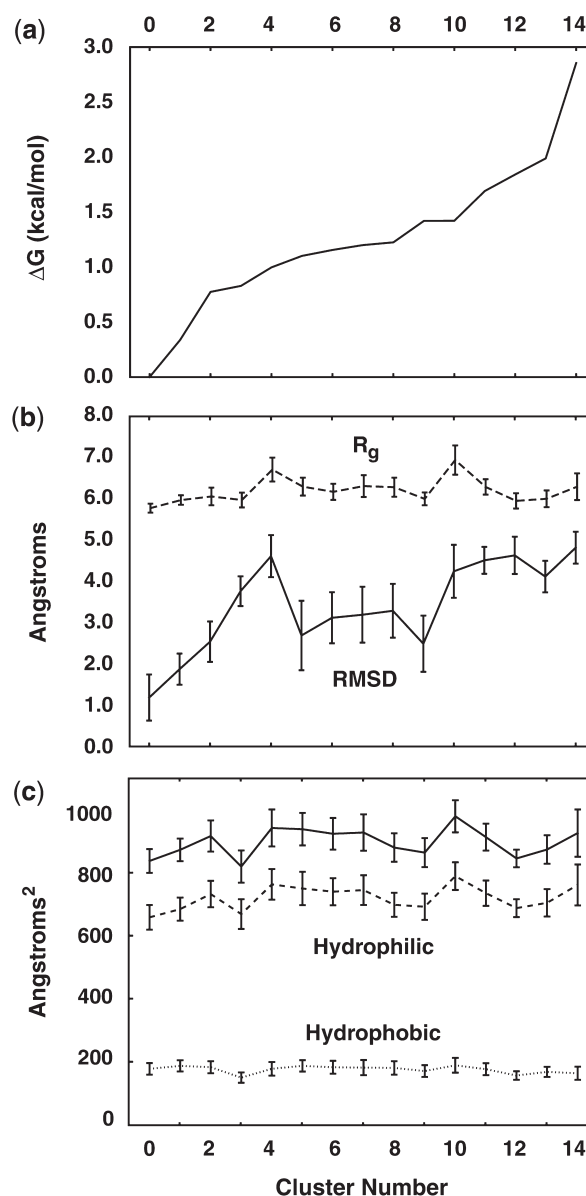 (a)
0 2 4 6 8 10 12 14
3.0
2.5
2.0
1.5
1.0
0.5
0.0
ΔG (kcal/mol)
(b)
8.0
7.0
6.0
5.0
4.0
3.0
2.0
1.0
0.0
Angstroms
Rg
RMSD
(c)
1000
800
600
400
200
0
Angstroms²
Hydrophilic
Hydrophobic
0 2 4 6 8 10 12 14
Cluster Number